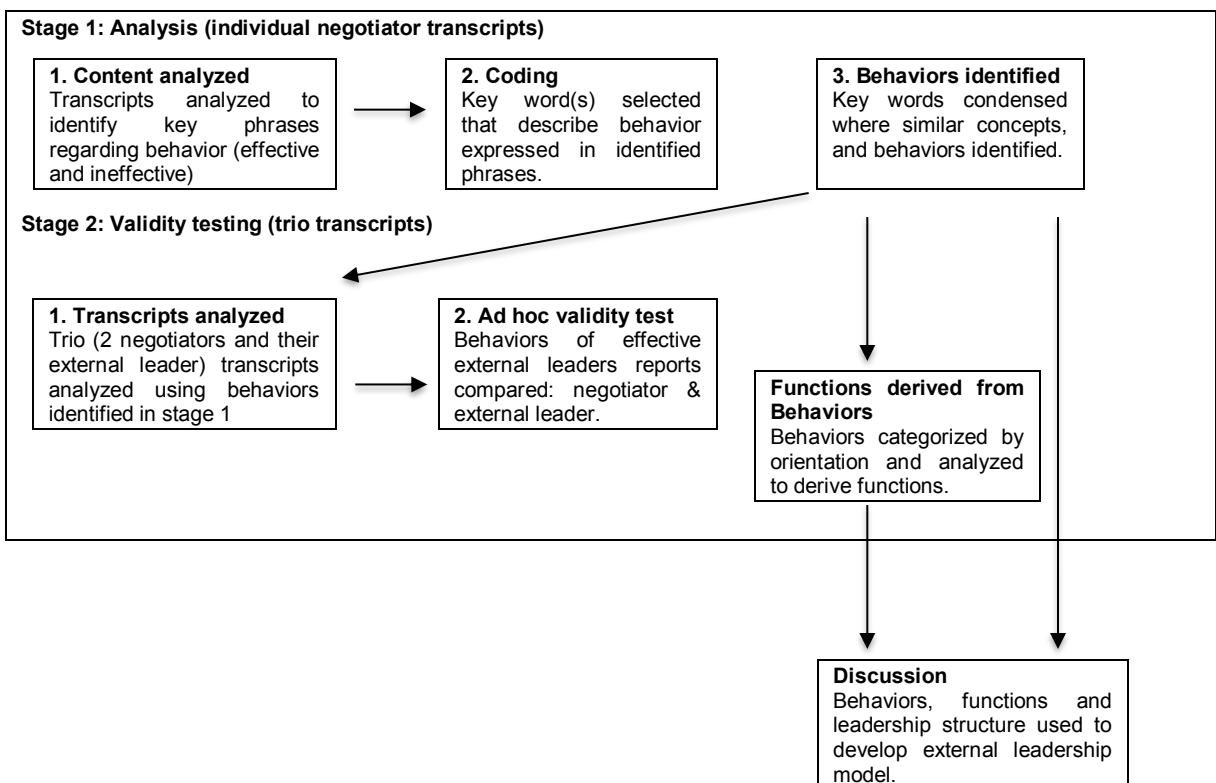 Stage 1: Analysis (individual negotiator transcripts)
1. Content analyzed
Transcripts analyzed to
identify key phrases
regarding behavior (effective
and ineffective)
2. Coding
Key word(s) selected
that describe behavior
expressed in identified
phrases.
3. Behaviors identified
Key words condensed
where similar concepts,
and behaviors identified.
Stage 2: Validity testing (trio transcripts)
1. Transcripts analyzed
Trio (2 negotiators and their
external leader) transcripts
analyzed using behaviors
identified in stage 1
2. Ad hoc validity test
Behaviors of effective
external leaders reports
compared: negotiator &
external leader.
Functions derived from
Behaviors
Behaviors categorized by
orientation and analyzed
to derive functions.
Discussion
Behaviors, functions and
leadership structure used to
develop external leadership
model.